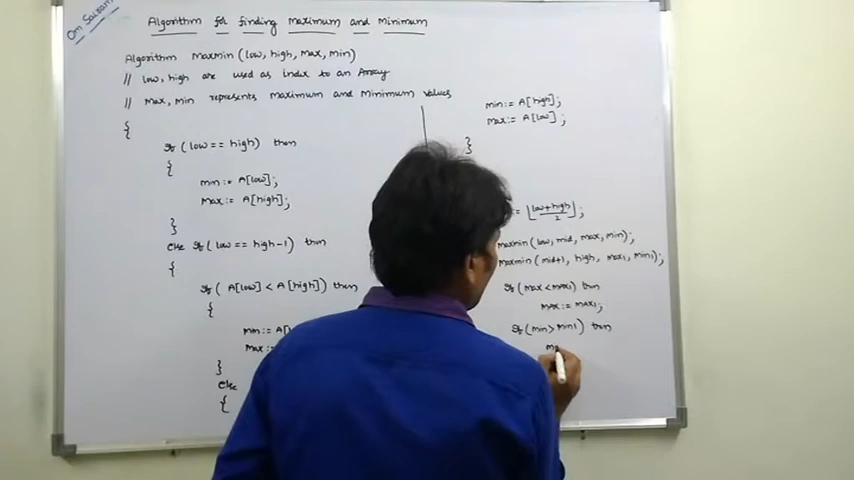 Om Sairam
Algorithm for finding Maximum and Minimum
Algorithm maxmin (low, high, max, min)
// low, high are used as index to an Array
// max, min represents maximum and minimum values
{
If (low == high) then
{
min := A[low];
max := A[high];
}
else If (low == high-1) then
{
If ( A[low] < A[high]) then
{
min := A[
max :=
}
else
{
min := A[high];
max := A[low];
}
= ⌊low+high/2⌋;
maxmin (low, mid, max, min);
maxmin (mid+1, high, max1, min1);
If (max < max1) then
max := max1;
If (min > min1) then
m